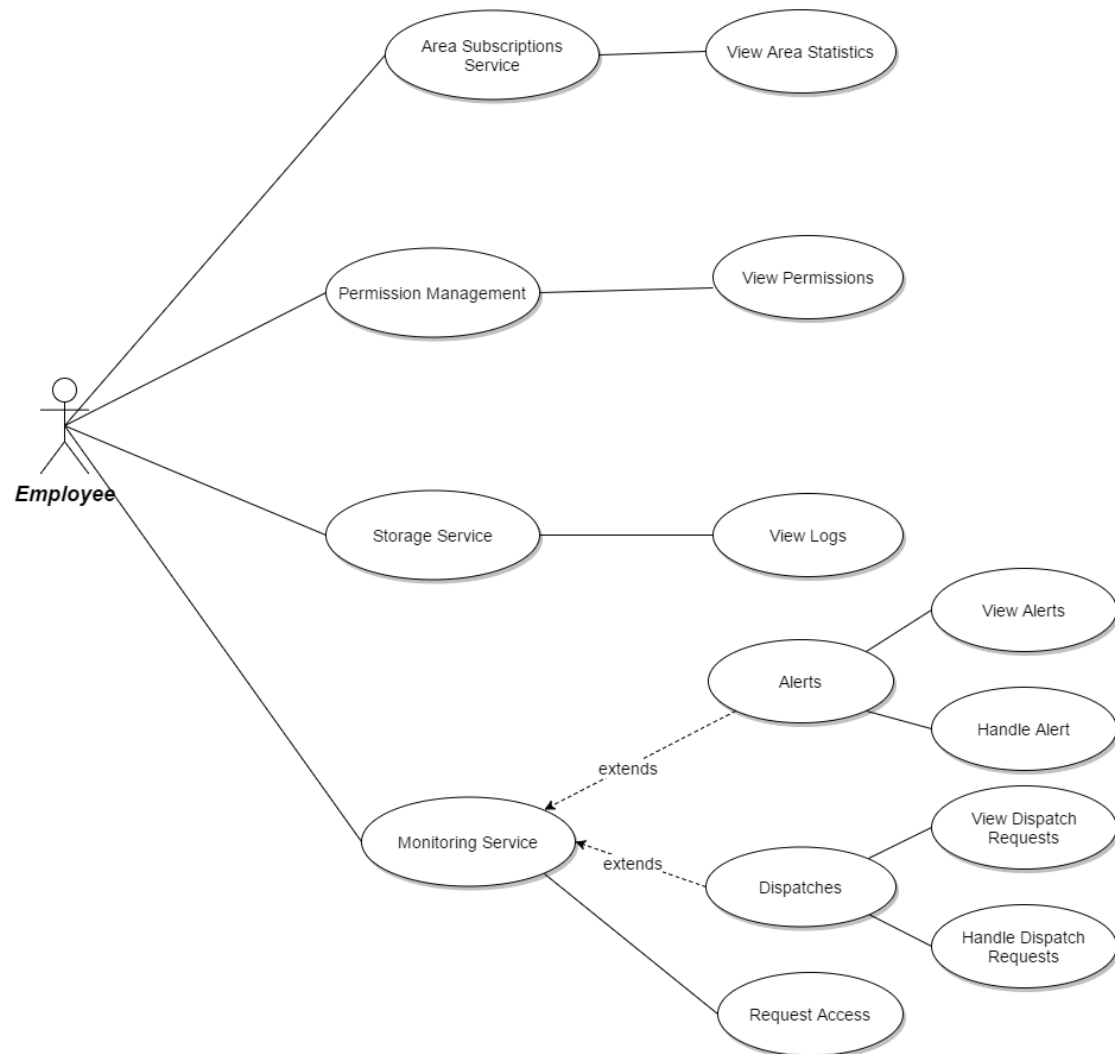 Area Subscriptions
Service
View Area Statistics
Permission Management
View Permissions
Employee
Storage Service
View Logs
View Alerts
Alerts
Handle Alert
extends
Monitoring Service
extends
View Dispatch
Requests
Dispatches
Handle Dispatch
Requests
Request Access